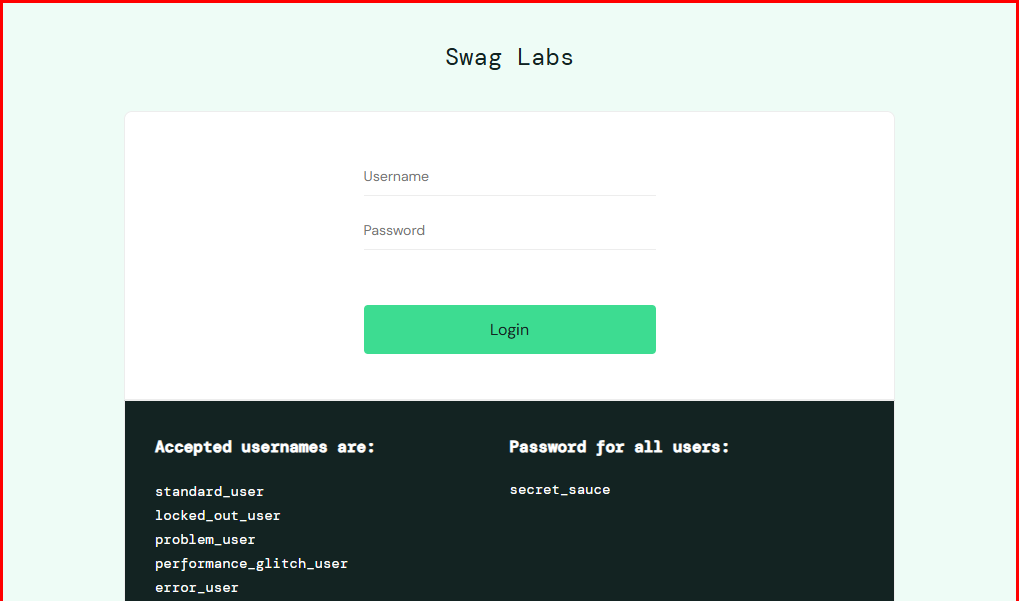 Swag Labs
Username
Password
Login
Accepted usernames are:
standard_user
locked_out_user
problem_user
performance_glitch_user
error_user
Password for all users:
secret_sauce